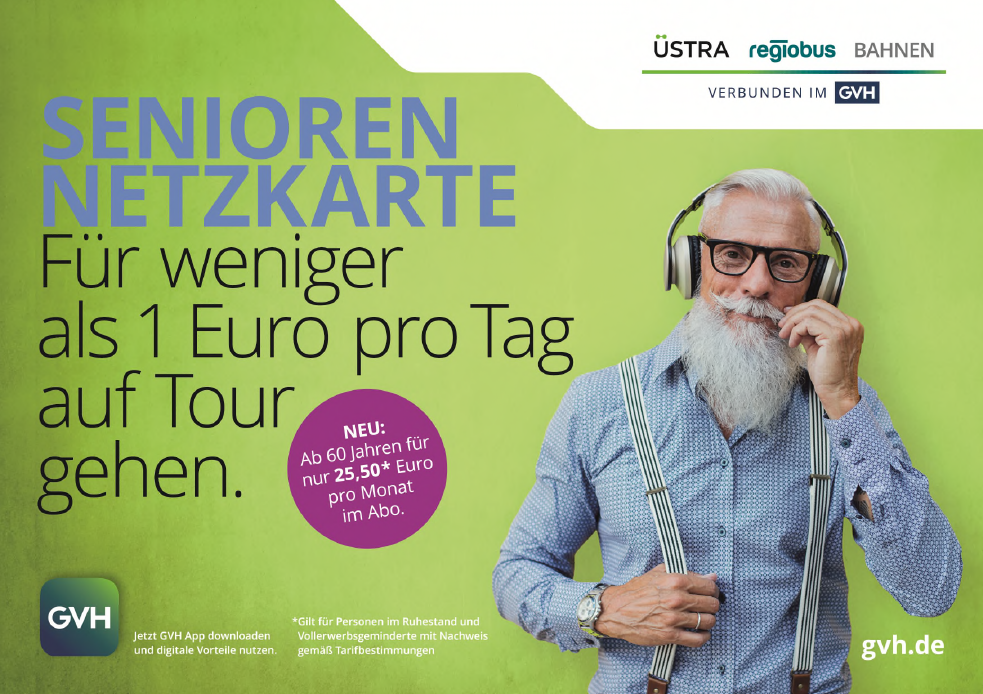 ÜSTRA regiobus BAHNEN
VERBUNDEN IM GVH
SENIOREN
NETZKARTE
Für weniger
als 1 Euro pro Tag
auf Tour
gehen.
NEU:
Ab 60 Jahren für
nur 25,50* Euro
pro Monat
im Abo.
GVH
Jetzt GVH App downloaden
und digitale Vorteile nutzen.
*Gilt für Personen im Ruhestand und
Vollerwerbsgeminderte mit Nachweis
gemäß Tarifbestimmungen
gvh.de